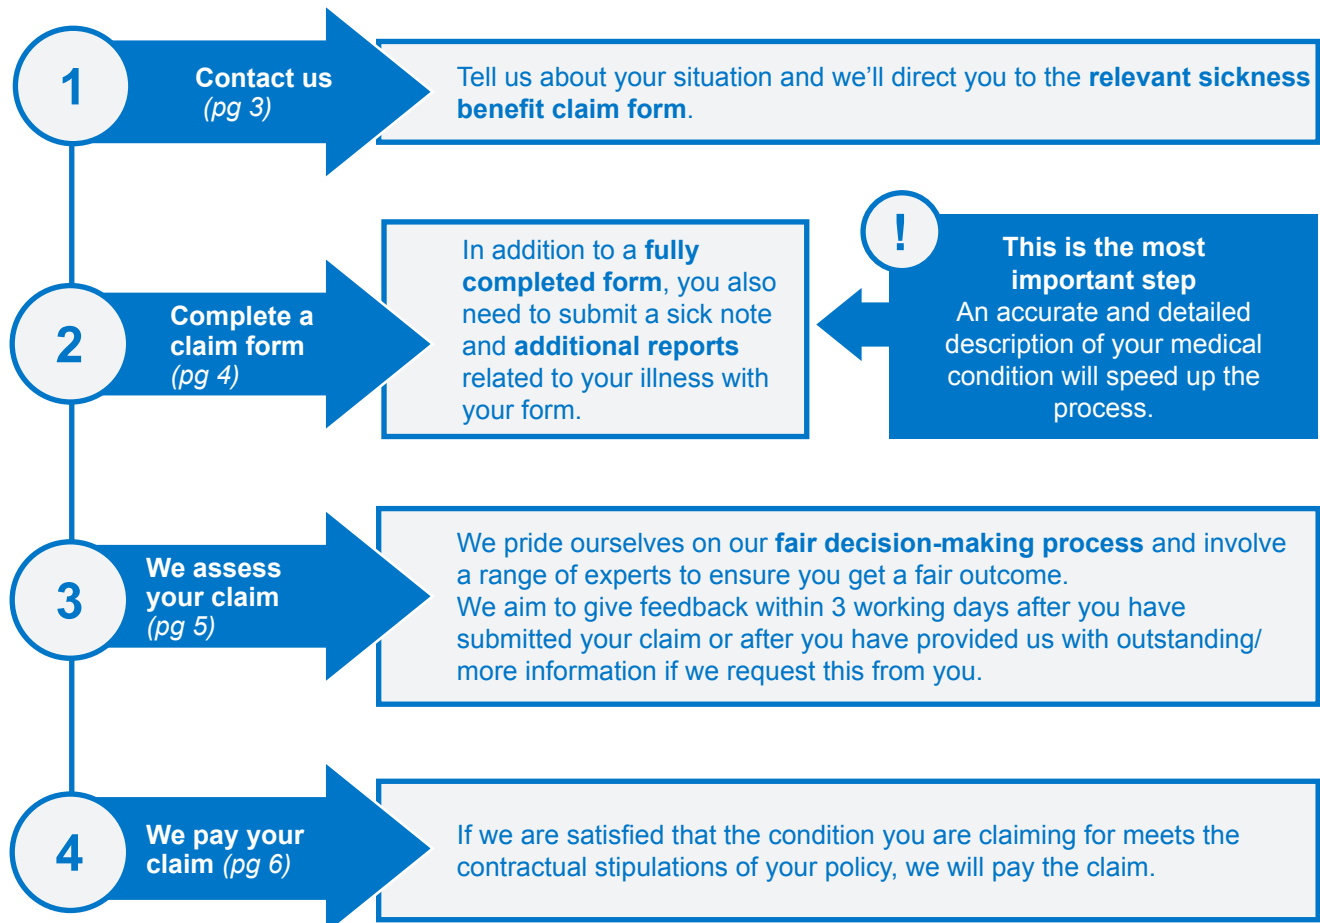 1
Contact us
(pg 3)
Tell us about your situation and we’ll direct you to the relevant sickness
benefit claim form.
2
Complete a
claim form
(pg 4)
In addition to a fully
completed form, you also
need to submit a sick note
and additional reports
related to your illness with
your form.
!
This is the most
important step
An accurate and detailed
description of your medical
condition will speed up the
process.
3
We assess
your claim
(pg 5)
We pride ourselves on our fair decision-making process and involve
a range of experts to ensure you get a fair outcome.
We aim to give feedback within 3 working days after you have
submitted your claim or after you have provided us with outstanding/
more information if we request this from you.
4
We pay your
claim (pg 6)
If we are satisfied that the condition you are claiming for meets the
contractual stipulations of your policy, we will pay the claim.